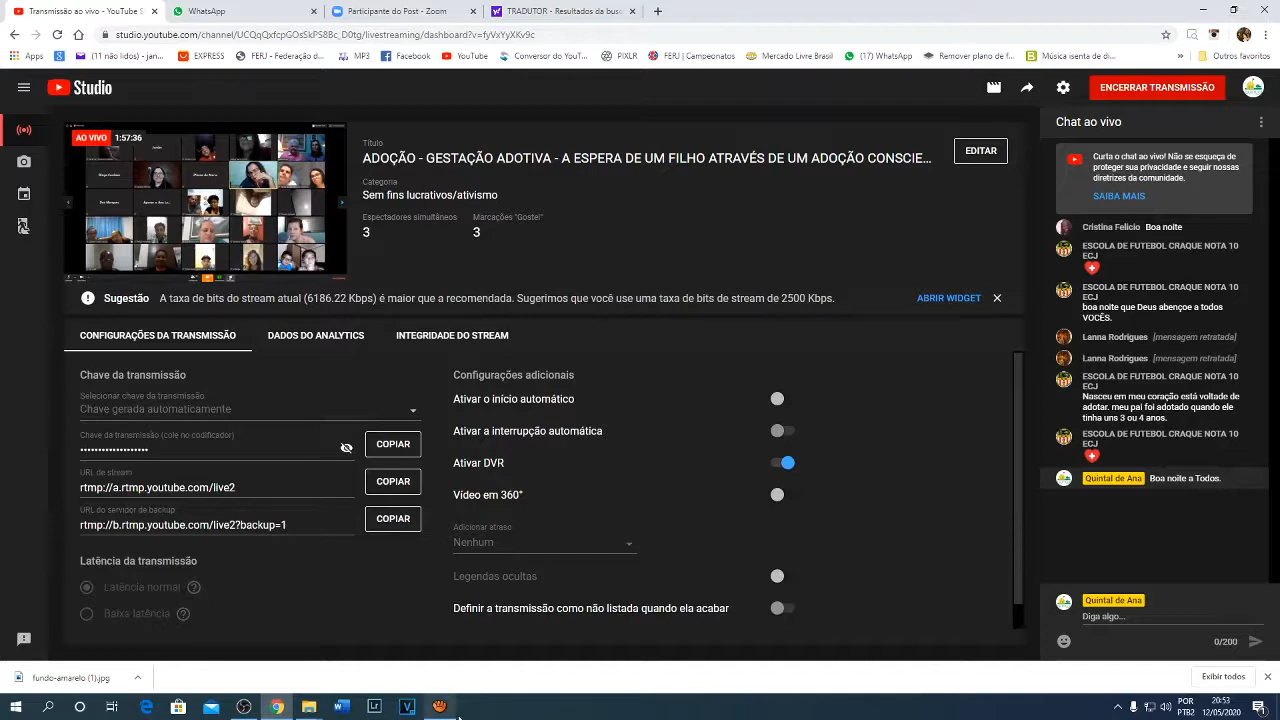 Transmissão ao vivo - YouTube S
WhatsApp
Participante do Post - Zoom
TRADUTOR - Resultados da busc
studio.youtube.com/channel/UCQqQxfcpGOsSkPS8Bc_D0tg/livestreaming/dashboard?v=fyVxyYxKv9c
Apps
(11 não lidos) - jan...
EXPRESS
FERJ - Federação d...
MP3
Facebook
YouTube
Conversor do YouT...
PIXLR
FERJ | Campeonatos
Mercado Livre Brasil
(17) WhatsApp
Remover plano de f...
Música isenta de di...
»
Outros favoritos
Studio
ENCERRAR TRANSMISSÃO
AO VIVO
1:57:36
Título
ADOÇÃO - GESTAÇÃO ADOTIVA - A ESPERA DE UM FILHO ATRAVÉS DE UM ADOÇÃO CONSCIE...
EDITAR
Categoria
Sem fins lucrativos/ativismo
Espectadores simultâneos
Marcações "Gostei"
3
3
Sugestão
A taxa de bits do stream atual (6186.22 Kbps) é maior que a recomendada. Sugerimos que você use uma taxa de bits de stream de 2500 Kbps.
ABRIR WIDGET
CONFIGURAÇÕES DA TRANSMISSÃO
DADOS DO ANALYTICS
INTEGRIDADE DO STREAM
Chave da transmissão
Selecionar chave da transmissão
Chave gerada automaticamente
Chave da transmissão (cole no codificador)
••••••••••••••••••
COPIAR
URL de stream
rtmp://a.rtmp.youtube.com/live2
COPIAR
URL do servidor de backup
rtmp://b.rtmp.youtube.com/live2?backup=1
COPIAR
Latência da transmissão
Latência normal
Baixa latência
Configurações adicionais
Ativar o início automático
Ativar a interrupção automática
Ativar DVR
Vídeo em 360°
Adicionar atraso
Nenhum
Legendas ocultas
Definir a transmissão como não listada quando ela acabar
Chat ao vivo
Curta o chat ao vivo! Não se esqueça de
proteger sua privacidade e seguir nossas
diretrizes da comunidade.
SAIBA MAIS
Cristina Felicio Boa noite
ESCOLA DE FUTEBOL CRAQUE NOTA 10
ECJ
ESCOLA DE FUTEBOL CRAQUE NOTA 10
ECJ
boa noite que Deus abençoe a todos
VOCÊS.
Lanna Rodrigues [mensagem retratada]
Lanna Rodrigues [mensagem retratada]
ESCOLA DE FUTEBOL CRAQUE NOTA 10
ECJ
Nasceu em meu coração está voltade de
adotar. meu pai foi adotado quando ele
tinha uns 3 ou 4 anos.
ESCOLA DE FUTEBOL CRAQUE NOTA 10
ECJ
Quintal de Ana Boa noite a Todos.
Quintal de Ana
Diga algo...
0/200
fundo-amarelo (1).jpg
Exibir todos
POR
PTB2
20:53
12/05/2020